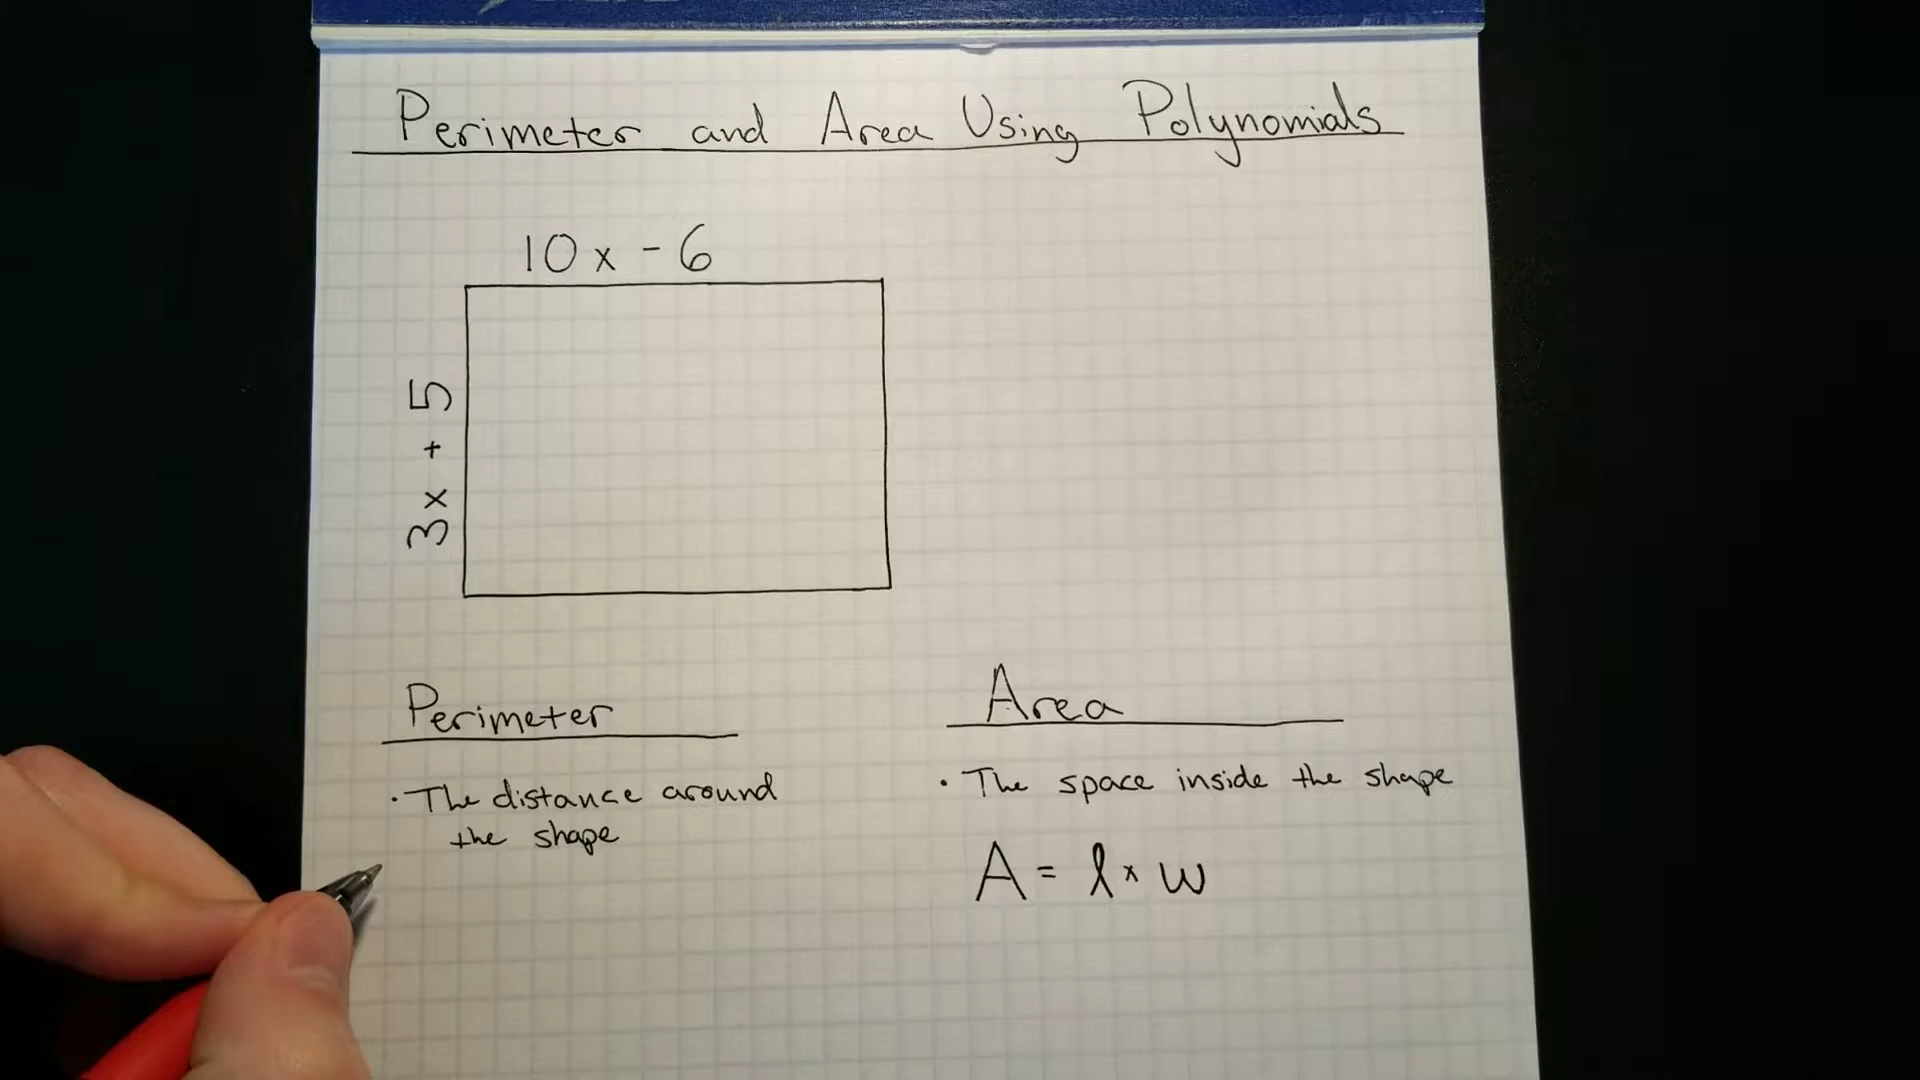 Perimeter and Area Using Polynomials
10x - 6
3x + 5
Perimeter
• The distance around
the shape
Area
• The space inside the shape
A = l × w